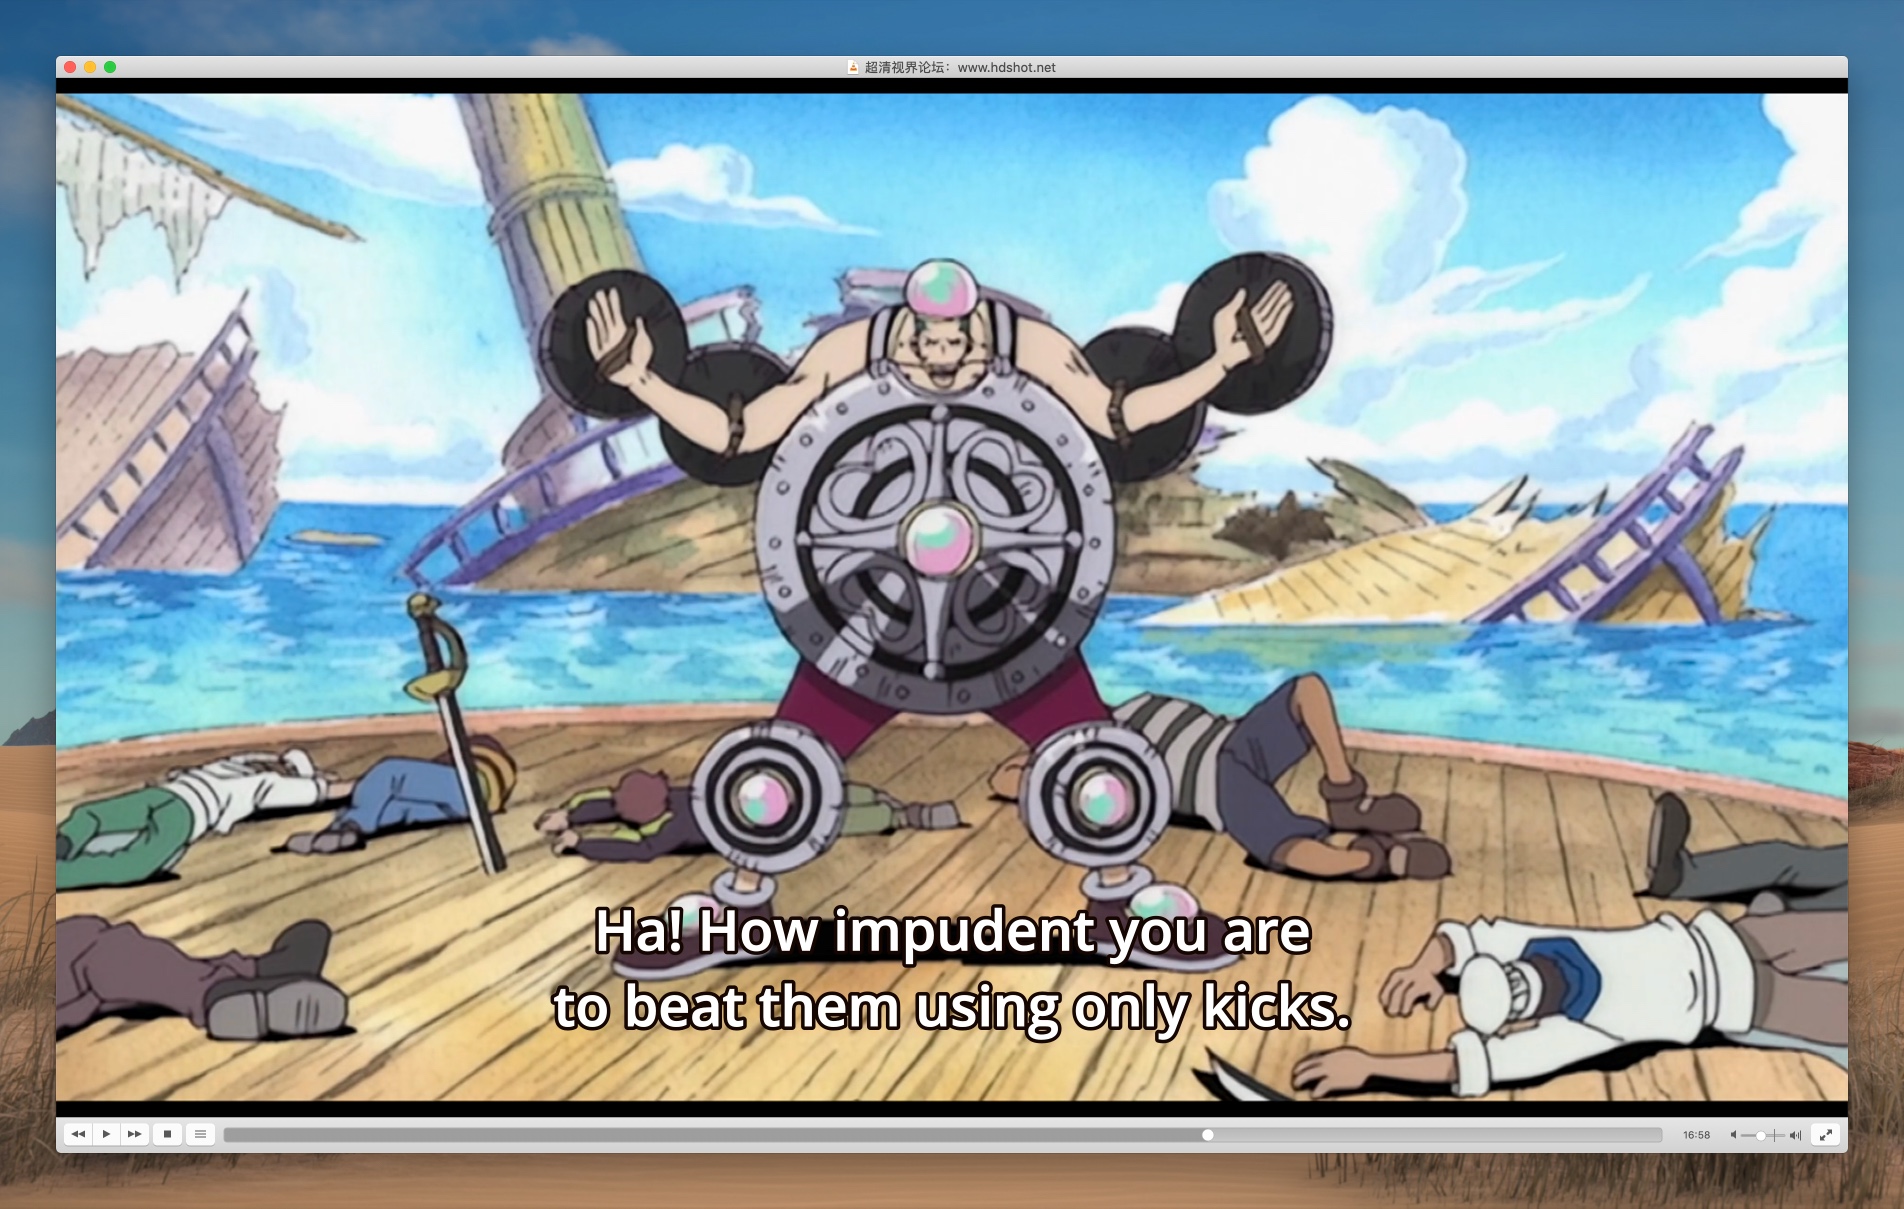 超清视界论坛：www.hdshot.net
Ha! How impudent you are
to beat them using only kicks.
16:58